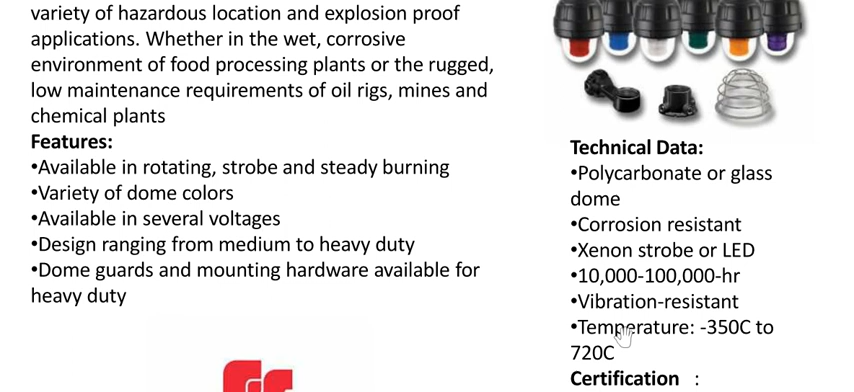 variety of hazardous location and explosion proof
applications. Whether in the wet, corrosive
environment of food processing plants or the rugged,
low maintenance requirements of oil rigs, mines and
chemical plants
Features:
•Available in rotating, strobe and steady burning
•Variety of dome colors
•Available in several voltages
•Design ranging from medium to heavy duty
•Dome guards and mounting hardware available for
heavy duty
Technical Data:
•Polycarbonate or glass
dome
•Corrosion resistant
•Xenon strobe or LED
•10,000-100,000-hr
•Vibration-resistant
•Temperature: -350C to
720C
Certification :